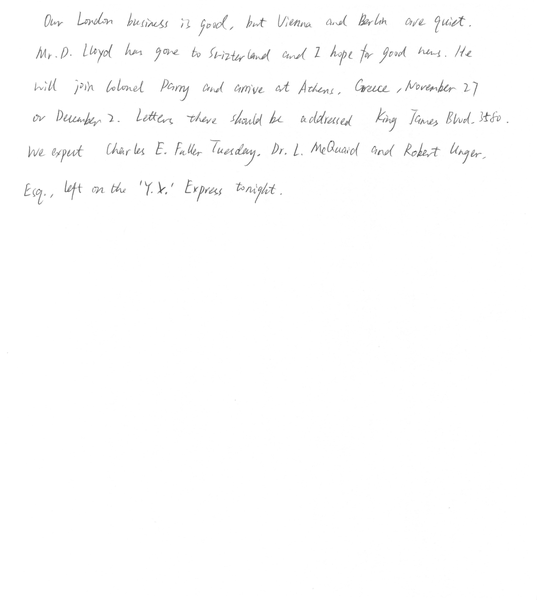 Our London business is good, but Vienna and Berlin are quiet.
Mr. D. Lloyd has gone to Swizterland and I hope for good news. He
will join Colonel Parry and arrive at Athens, Greece, November 27
or December 2. Letters there should be addressed King James Blvd. 3580.
We expect Charles E. Fuller Tuesday. Dr. L. McQuaid and Robert Unger,
Esq., left on the 'Y.X.' Express tonight.